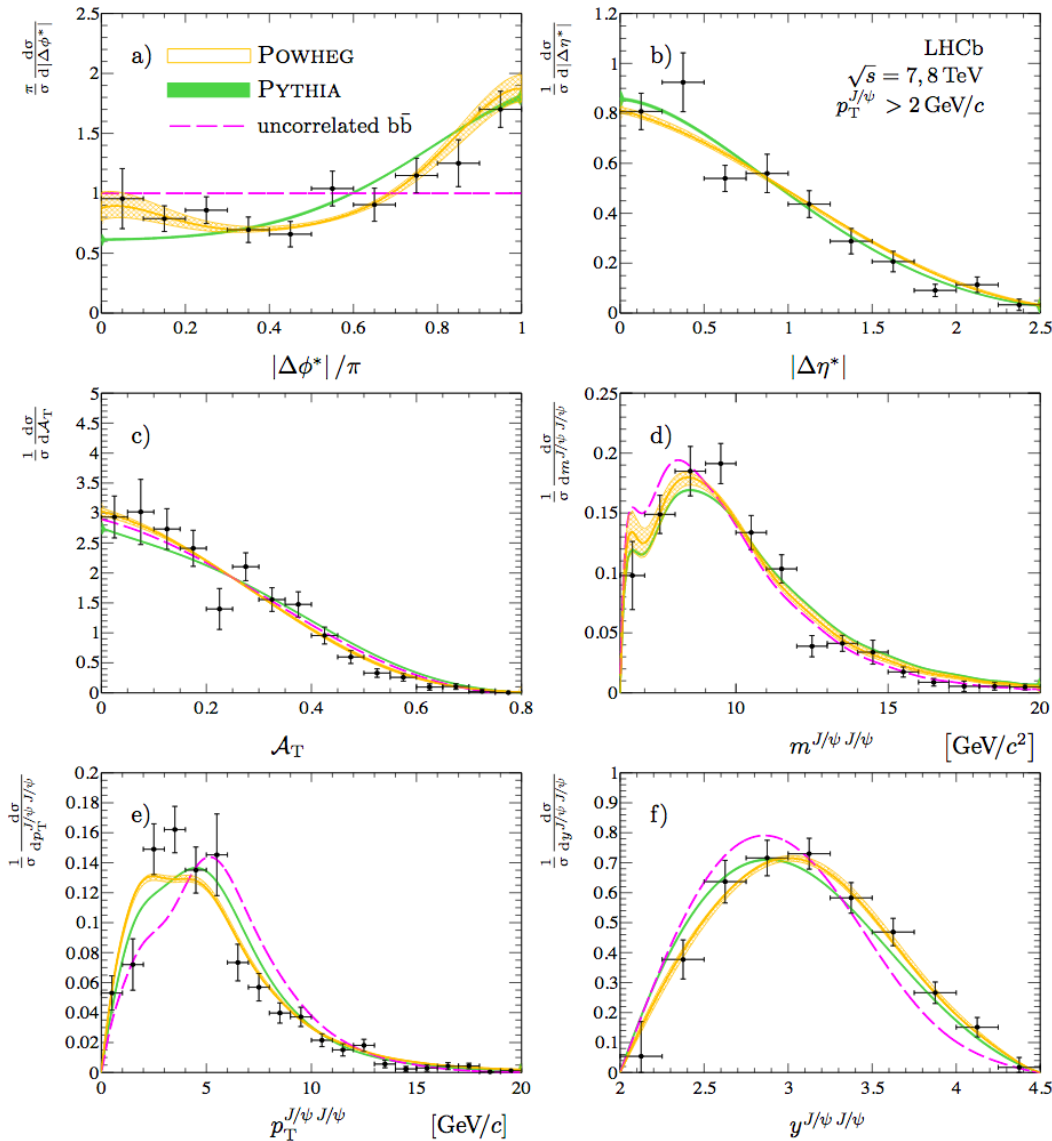 π/σ dσ/d|Δϕ*|
a)
POWHEG
PYTHIA
uncorrelated bb̄
2.5
2
1.5
1
0.5
0
0 0.2 0.4 0.6 0.8 1
|Δϕ*| /π
1/σ dσ/d|Δη*|
b)
LHCb
√s = 7, 8 TeV
p_T^{J/ψ} > 2 GeV/c
1.2
1
0.8
0.6
0.4
0.2
0
0 0.5 1 1.5 2 2.5
|Δη*|
1/σ dσ/dA_T
c)
5
4.5
4
3.5
3
2.5
2
1.5
1
0.5
0
0 0.2 0.4 0.6 0.8
A_T
1/σ dσ/dm^{J/ψ J/ψ}
d)
0.25
0.2
0.15
0.1
0.05
0
10 15 20
m^{J/ψ J/ψ} [GeV/c²]
1/σ dσ/dp_T^{J/ψ J/ψ}
e)
0.2
0.18
0.16
0.14
0.12
0.1
0.08
0.06
0.04
0.02
0
0 5 10 15 20
p_T^{J/ψ J/ψ} [GeV/c]
1/σ dσ/dy^{J/ψ J/ψ}
f)
1
0.9
0.8
0.7
0.6
0.5
0.4
0.3
0.2
0.1
0
2 2.5 3 3.5 4 4.5
y^{J/ψ J/ψ}